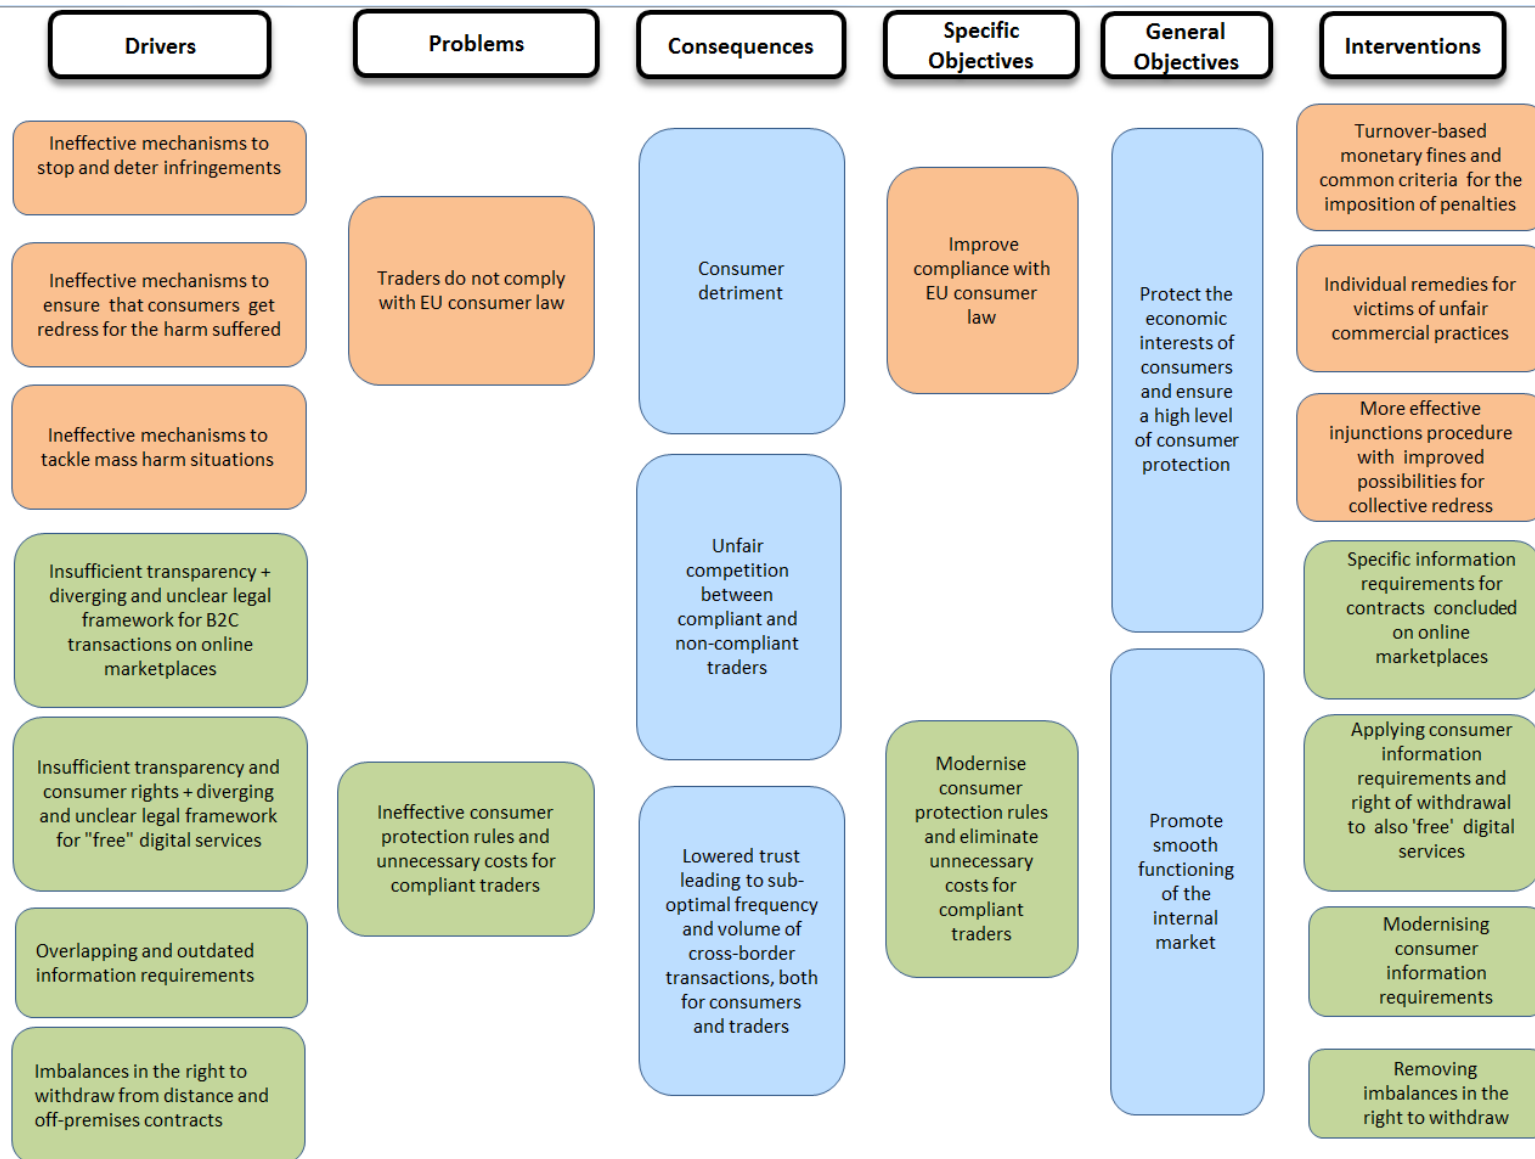 Drivers
Problems
Consequences
Specific
Objectives
General
Objectives
Interventions
Ineffective mechanisms to
stop and deter infringements
Ineffective mechanisms to
ensure that consumers get
redress for the harm suffered
Ineffective mechanisms to
tackle mass harm situations
Insufficient transparency +
diverging and unclear legal
framework for B2C
transactions on online
marketplaces
Insufficient transparency and
consumer rights + diverging
and unclear legal framework
for "free" digital services
Overlapping and outdated
information requirements
Imbalances in the right to
withdraw from distance and
off-premises contracts
Traders do not comply
with EU consumer law
Ineffective consumer
protection rules and
unnecessary costs for
compliant traders
Consumer
detriment
Unfair
competition
between
compliant and
non-compliant
traders
Lowered trust
leading to sub-
optimal frequency
and volume of
cross-border
transactions, both
for consumers
and traders
Improve
compliance with
EU consumer
law
Modernise
consumer
protection rules
and eliminate
unnecessary
costs for
compliant
traders
Protect the
economic
interests of
consumers
and ensure
a high level
of consumer
protection
Promote
smooth
functioning
of the
internal
market
Turnover-based
monetary fines and
common criteria for the
imposition of penalties
Individual remedies for
victims of unfair
commercial practices
More effective
injunctions procedure
with improved
possibilities for
collective redress
Specific information
requirements for
contracts concluded
on online
marketplaces
Applying consumer
information
requirements and
right of withdrawal
to also 'free' digital
services
Modernising
consumer
information
requirements
Removing
imbalances in the
right to withdraw